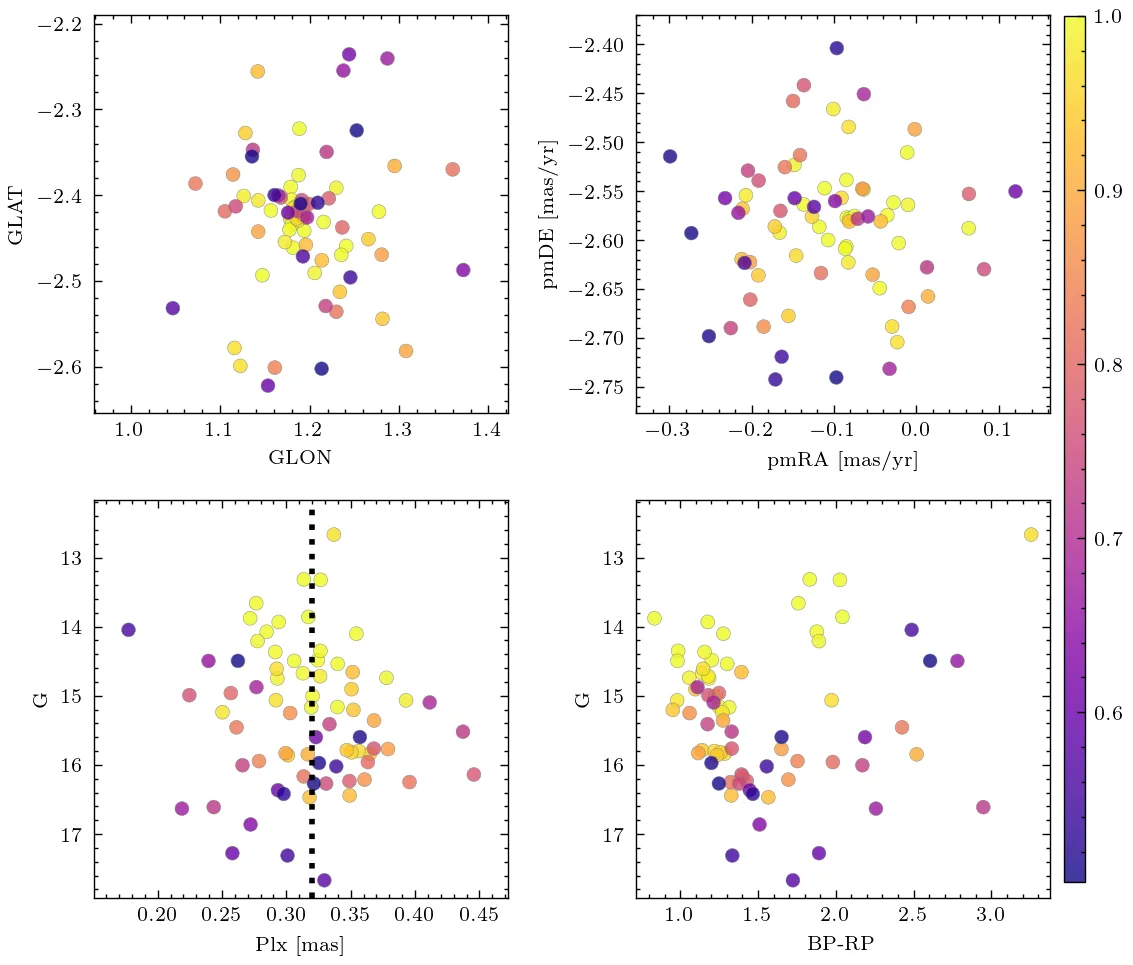 −2.2
−2.3
−2.4
−2.5
−2.6
GLAT
1.0 1.1 1.2 1.3 1.4
GLON
−2.40
−2.45
−2.50
−2.55
−2.60
−2.65
−2.70
−2.75
pmDE [mas/yr]
−0.3 −0.2 −0.1 0.0 0.1
pmRA [mas/yr]
1.0
0.9
0.8
0.7
0.6
13
14
15
16
17
G
0.20 0.25 0.30 0.35 0.40 0.45
Plx [mas]
13
14
15
16
17
G
1.0 1.5 2.0 2.5 3.0
BP-RP